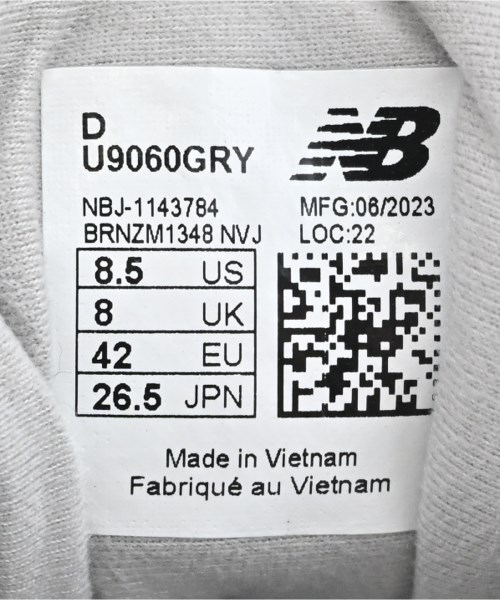 D
U9060GRY
NB
NBJ-1143784
MFG:06/2023
BRNZM1348 NVJ
LOC:22
8.5 US
8 UK
42 EU
26.5 JPN
Made in Vietnam
Fabriqué au Vietnam